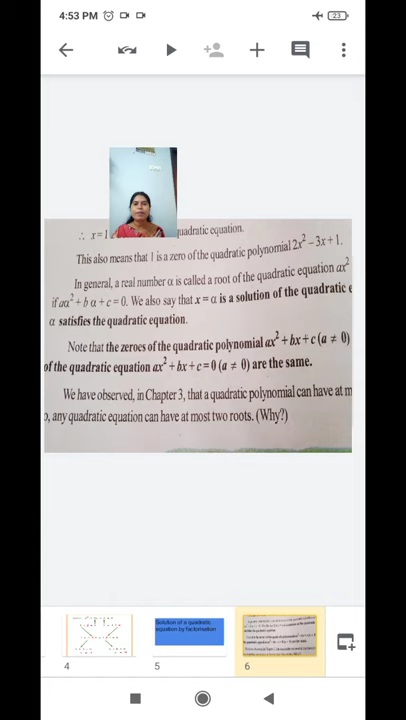 4:53 PM
23
∴ x = 1
quadratic equation.
This also means that 1 is a zero of the quadratic polynomial 2x² – 3x + 1.
In general, a real number α is called a root of the quadratic equation ax²
if aα² + b α + c = 0. We also say that x = α is a solution of the quadratic e
α satisfies the quadratic equation.
Note that the zeroes of the quadratic polynomial ax² + bx + c (a ≠ 0)
of the quadratic equation ax² + bx + c = 0 (a ≠ 0) are the same.
We have observed, in Chapter 3, that a quadratic polynomial can have at m
o, any quadratic equation can have at most two roots. (Why?)
Solution of a quadratic
equation by factorisation
4
5
6